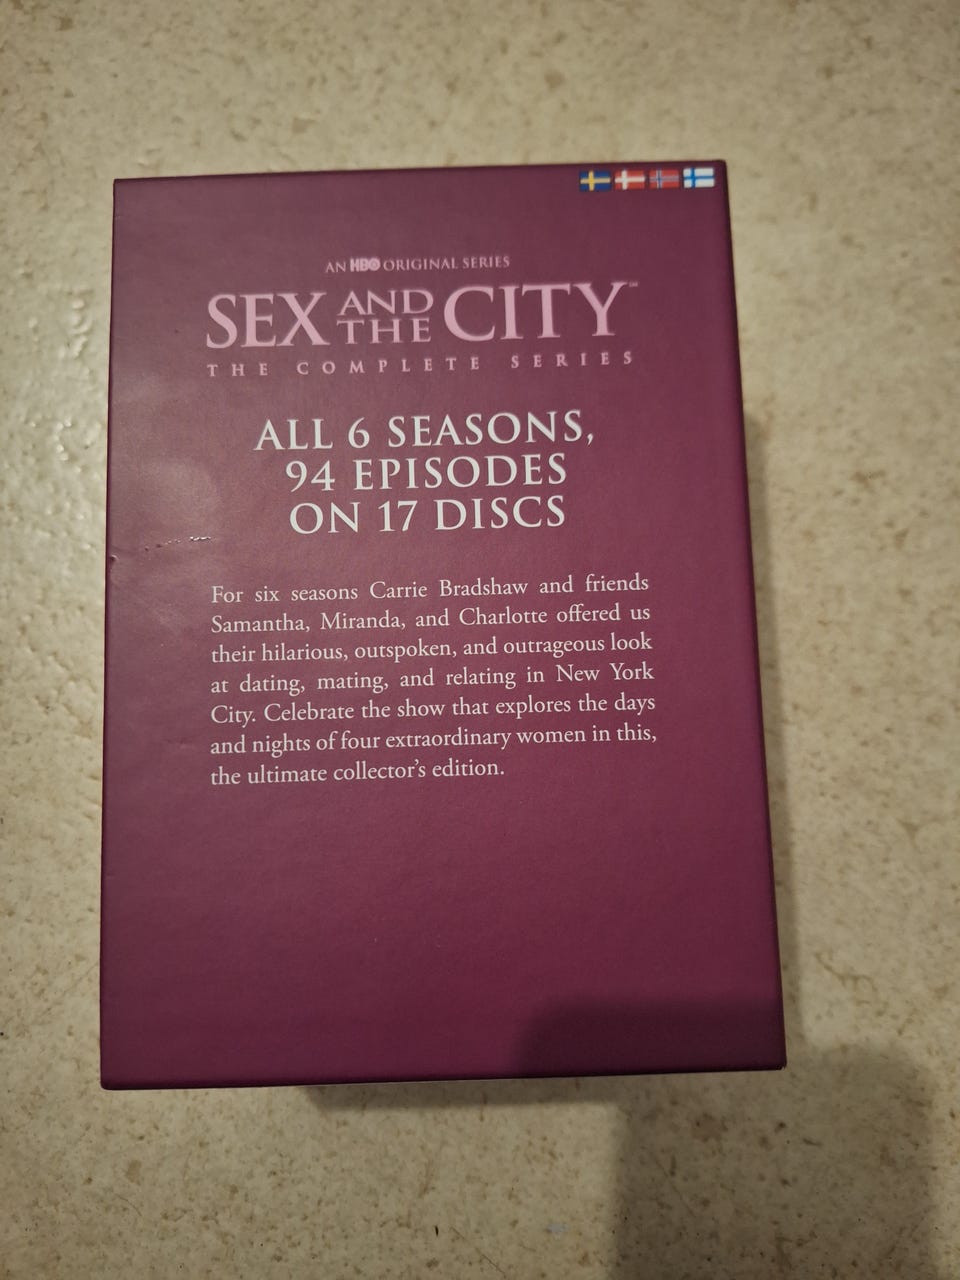 AN HBO ORIGINAL SERIES
SEX AND THE CITY℠
THE COMPLETE SERIES
ALL 6 SEASONS,
94 EPISODES
ON 17 DISCS
For six seasons Carrie Bradshaw and friends
Samantha, Miranda, and Charlotte offered us
their hilarious, outspoken, and outrageous look
at dating, mating, and relating in New York
City. Celebrate the show that explores the days
and nights of four extraordinary women in this,
the ultimate collector’s edition.